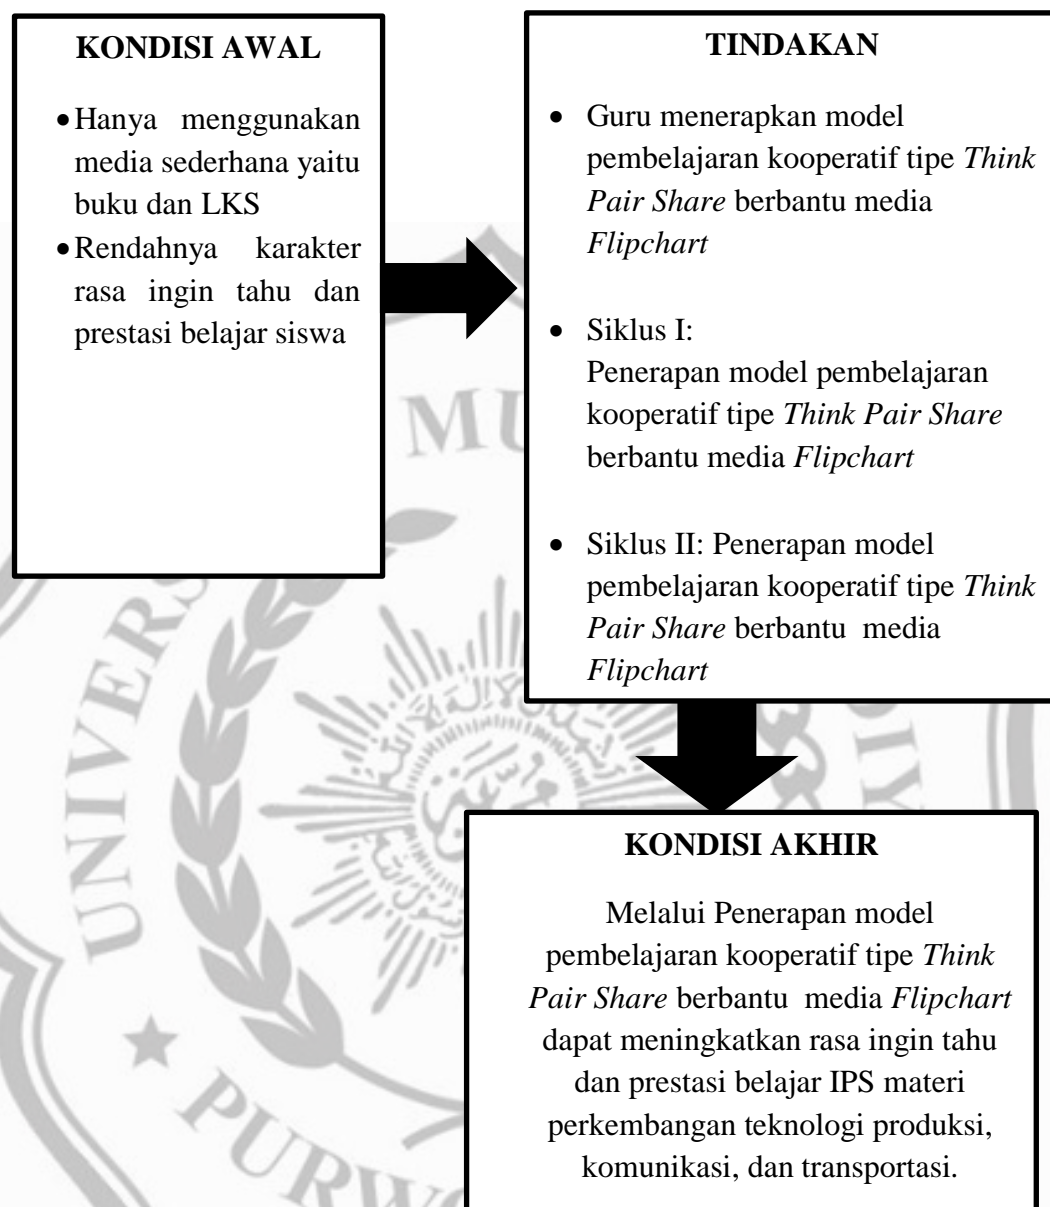 KONDISI AWAL
• Hanya menggunakan
media sederhana yaitu
buku dan LKS
• Rendahnya karakter
rasa ingin tahu dan
prestasi belajar siswa
TINDAKAN
• Guru menerapkan model
pembelajaran kooperatif tipe Think
Pair Share berbantu media
Flipchart
• Siklus I:
Penerapan model pembelajaran
kooperatif tipe Think Pair Share
berbantu media Flipchart
• Siklus II: Penerapan model
pembelajaran kooperatif tipe Think
Pair Share berbantu media
Flipchart
KONDISI AKHIR
Melalui Penerapan model
pembelajaran kooperatif tipe Think
Pair Share berbantu media Flipchart
dapat meningkatkan rasa ingin tahu
dan prestasi belajar IPS materi
perkembangan teknologi produksi,
komunikasi, dan transportasi.